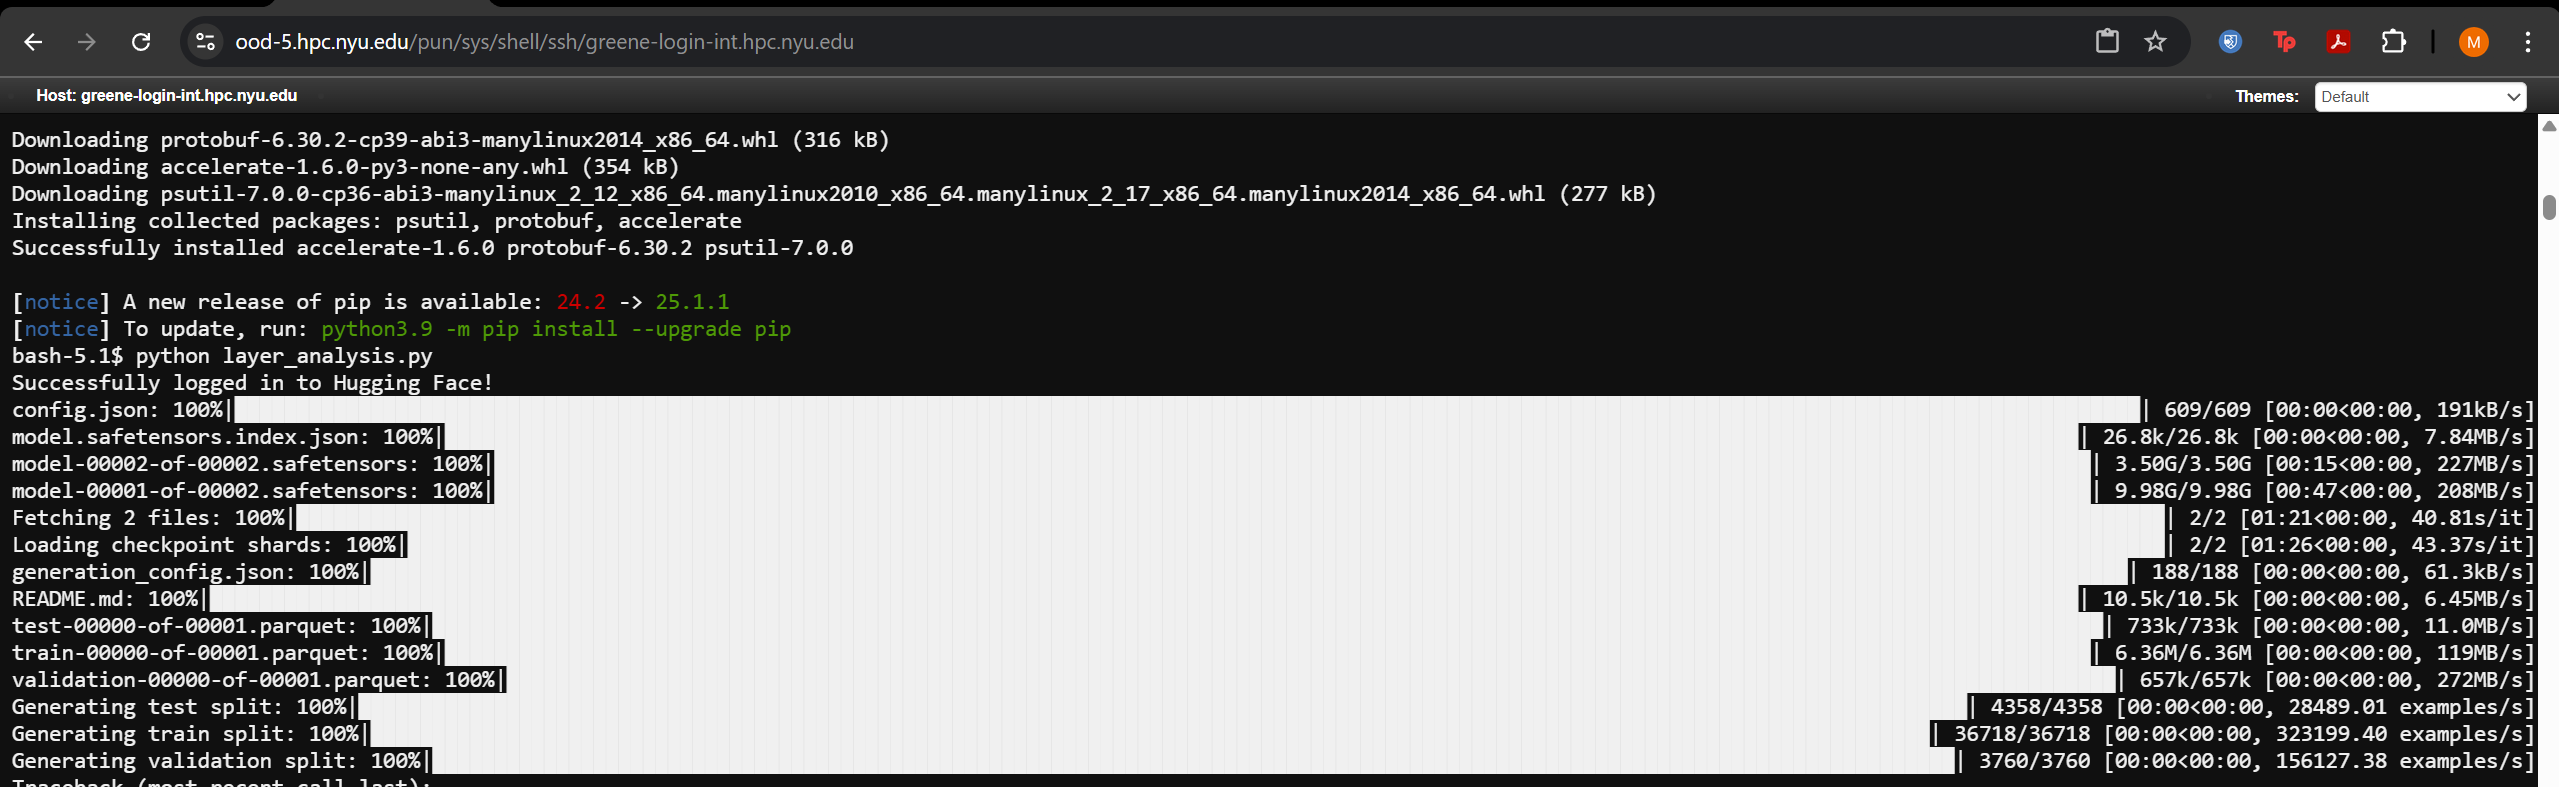 ood-5.hpc.nyu.edu/pun/sys/shell/ssh/greene-login-int.hpc.nyu.edu
Tp
M
Host: greene-login-int.hpc.nyu.edu
Themes: Default
Downloading protobuf-6.30.2-cp39-abi3-manylinux2014_x86_64.whl (316 kB)
Downloading accelerate-1.6.0-py3-none-any.whl (354 kB)
Downloading psutil-7.0.0-cp36-abi3-manylinux_2_12_x86_64.manylinux2010_x86_64.manylinux_2_17_x86_64.manylinux2014_x86_64.whl (277 kB)
Installing collected packages: psutil, protobuf, accelerate
Successfully installed accelerate-1.6.0 protobuf-6.30.2 psutil-7.0.0
[notice] A new release of pip is available: 24.2 -> 25.1.1
[notice] To update, run: python3.9 -m pip install --upgrade pip
bash-5.1$ python layer_analysis.py
Successfully logged in to Hugging Face!
config.json: 100%| | 609/609 [00:00<00:00, 191kB/s]
model.safetensors.index.json: 100%| | 26.8k/26.8k [00:00<00:00, 7.84MB/s]
model-00002-of-00002.safetensors: 100%| | 3.50G/3.50G [00:15<00:00, 227MB/s]
model-00001-of-00002.safetensors: 100%| | 9.98G/9.98G [00:47<00:00, 208MB/s]
Fetching 2 files: 100%| | 2/2 [01:21<00:00, 40.81s/it]
Loading checkpoint shards: 100%| | 2/2 [01:26<00:00, 43.37s/it]
generation_config.json: 100%| | 188/188 [00:00<00:00, 61.3kB/s]
README.md: 100%| | 10.5k/10.5k [00:00<00:00, 6.45MB/s]
test-00000-of-00001.parquet: 100%| | 733k/733k [00:00<00:00, 11.0MB/s]
train-00000-of-00001.parquet: 100%| | 6.36M/6.36M [00:00<00:00, 119MB/s]
validation-00000-of-00001.parquet: 100%| | 657k/657k [00:00<00:00, 272MB/s]
Generating test split: 100%| | 4358/4358 [00:00<00:00, 28489.01 examples/s]
Generating train split: 100%| | 36718/36718 [00:00<00:00, 323199.40 examples/s]
Generating validation split: 100%| | 3760/3760 [00:00<00:00, 156127.38 examples/s]
Traceback (most recent call last):